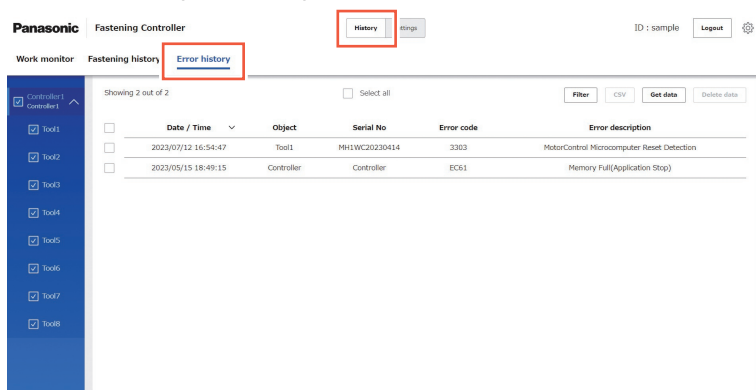 Panasonic Fastening Controller History ttings ID : sample Logout
Work monitor Fastening history Error history
Controller1
Controller1
Showing 2 out of 2 Select all Filter CSV Get data Delete data
Tool1
Tool2
Tool3
Tool4
Tool5
Tool6
Tool7
Tool8
Date / Time Object Serial No Error code Error description
2023/07/12 16:54:47 Tool1 MH1WC20230414 3303 MotorControl Microcomputer Reset Detection
2023/05/15 18:49:15 Controller Controller EC61 Memory Full(Application Stop)